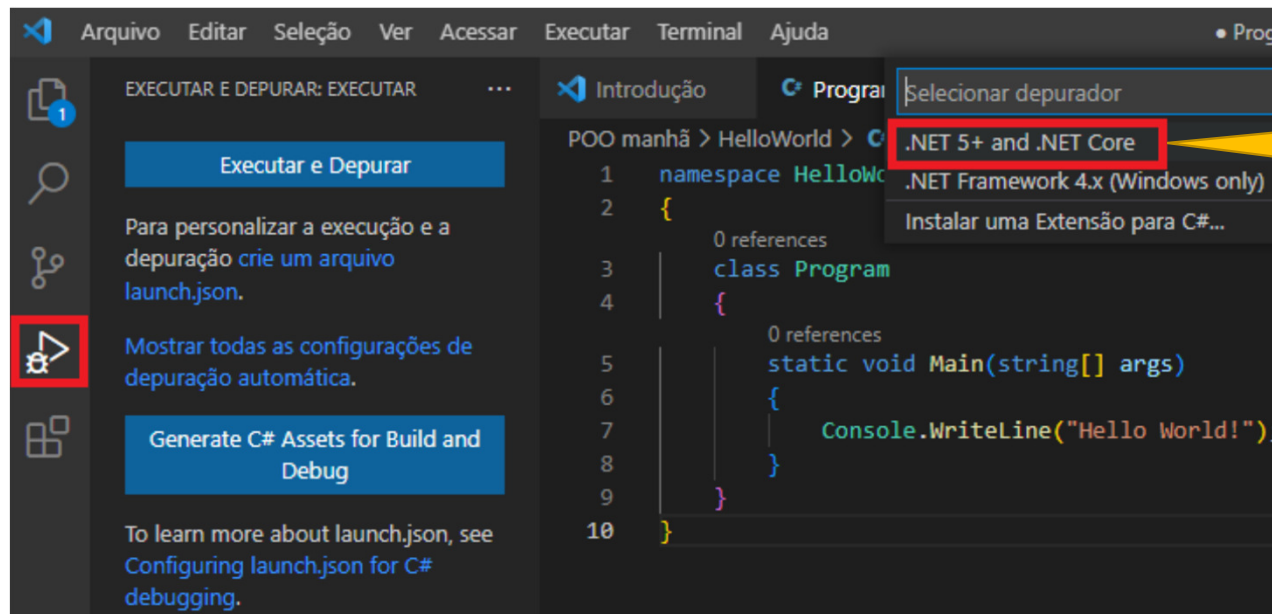 Arquivo Editar Seleção Ver Acessar Executar Terminal Ajuda ● Prog
1
EXECUTAR E DEPURAR: EXECUTAR ...
Executar e Depurar
Para personalizar a execução e a
depuração crie um arquivo
launch.json.
Mostrar todas as configurações de
depuração automática.
Generate C# Assets for Build and
Debug
To learn more about launch.json, see
Configuring launch.json for C#
debugging.
Introdução C# Progra
Selecionar depurador
.NET 5+ and .NET Core
.NET Framework 4.x (Windows only)
Instalar uma Extensão para C#...
POO manhã > HelloWorld > C
1 namespace HelloWo
2 {
0 references
3 class Program
4 {
0 references
5 static void Main(string[] args)
6 {
7 Console.WriteLine("Hello World!");
8 }
9 }
10 }